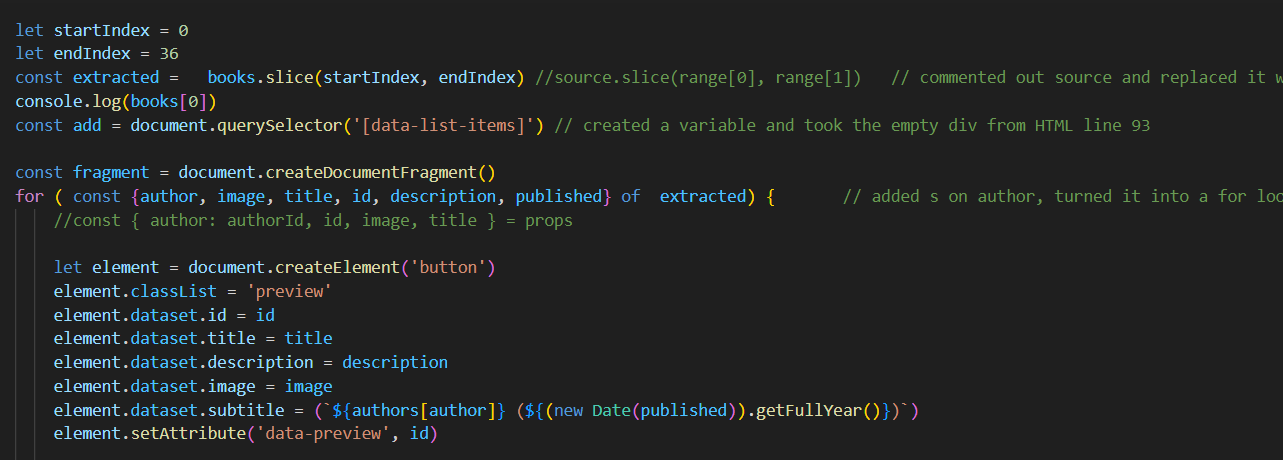 let startIndex = 0
let endIndex = 36
const extracted =   books.slice(startIndex, endIndex) //source.slice(range[0], range[1])   // commented out source and replaced it
console.log(books[0])
const add = document.querySelector('[data-list-items]') // created a variable and took the empty div from HTML line 93
const fragment = document.createDocumentFragment()
for ( const {author, image, title, id, description, published} of  extracted) {       // added s on author, turned it into a for
//const { author: authorId, id, image, title } = props
let element = document.createElement('button')
element.classList = 'preview'
element.dataset.id = id
element.dataset.title = title
element.dataset.description = description
element.dataset.image = image
element.dataset.subtitle = (`${authors[author]} (${(new Date(published)).getFullYear()})`)
element.setAttribute('data-preview', id)